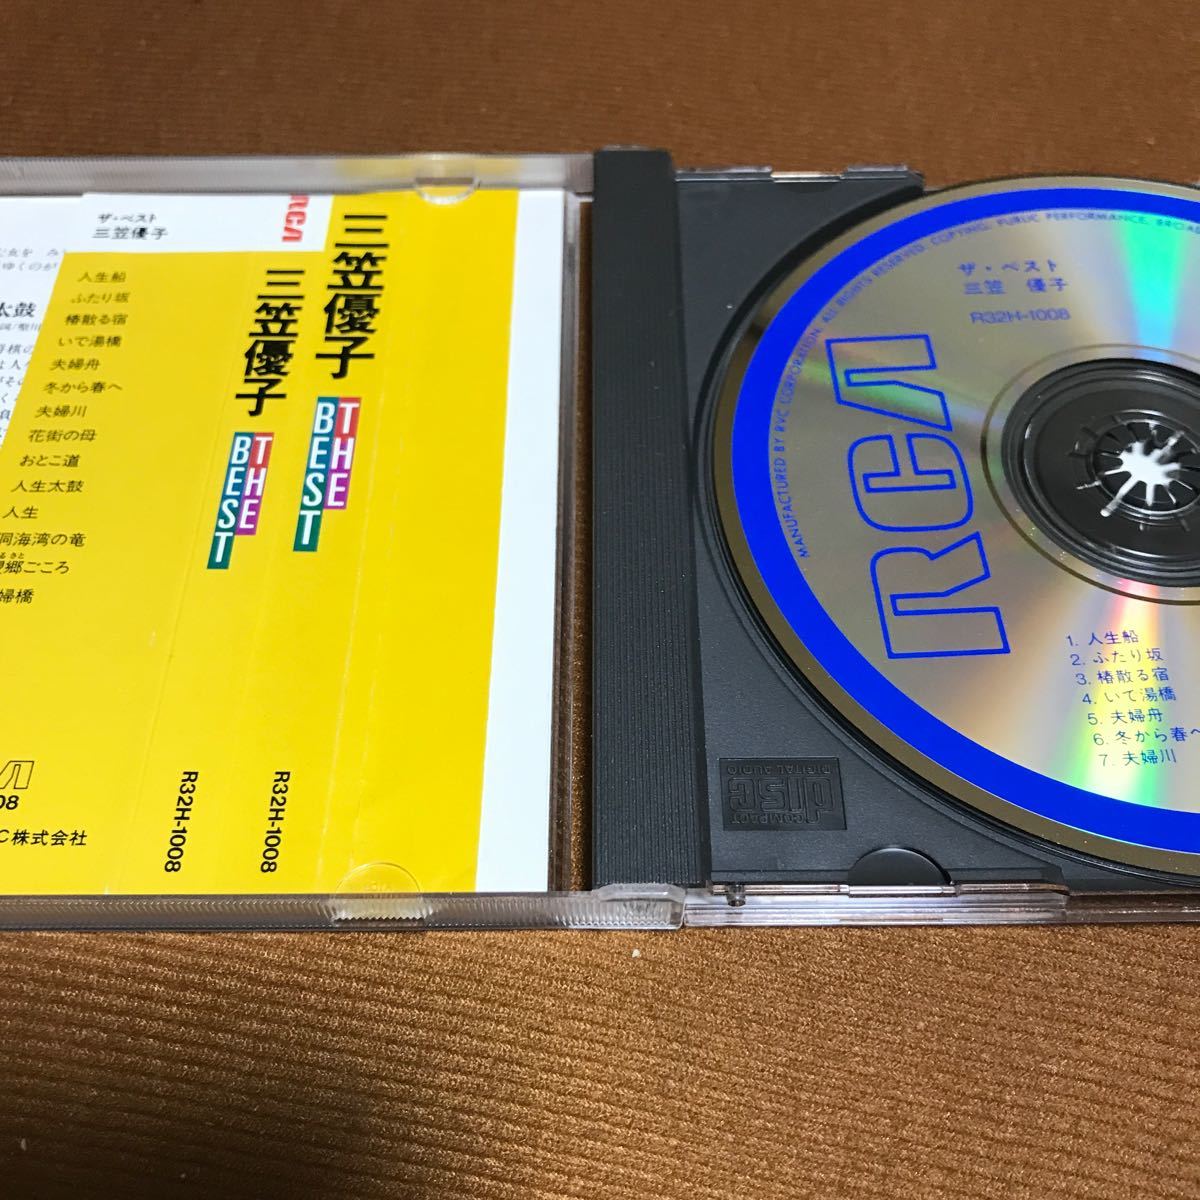 RCA
ザ・ベスト
三笠優子
人生船
ふたり坂
椿散る宿
いで湯橋
夫婦舟
冬から春へ
夫婦川
花街の母
おとこ道
人生太鼓
人生
洞海湾の竜
郷ごころ
婦橋
08
C株式会社
三笠優子
THE
BEST
R32H-1008
三笠優子
THE
BEST
R32H-1008
太鼓
ゆくのが
COMPACT
disc
DIGITAL AUDIO
MANUFACTURED BY RVC CORPORATION. ALL RIGHTS RESERVED. COPYING, PUBLIC PERFORMANCE, BROAD
ザ・ベスト
三笠 優子
R32H-1008
RCA
1. 人生船
2. ふたり坂
3. 椿散る宿
4. いで湯橋
5. 夫婦舟
6. 冬から春へ
7. 夫婦川